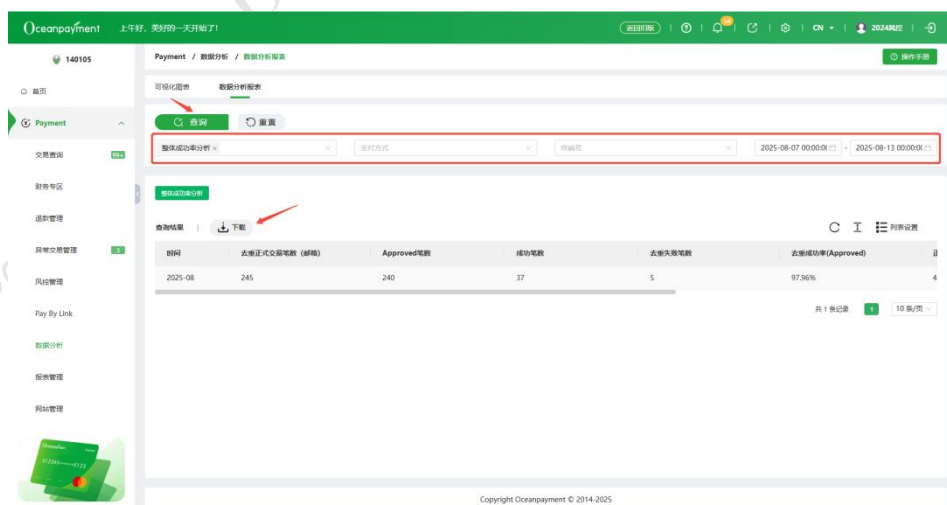 Oceanpayment 上午好, 美好的一天开始了! 返回旧版 CN 2024风控
140105 Payment / 数据分析 / 数据分析报表 操作手册
首页 可视化图表 数据分析报表
Payment 查询 重置
整体成功率分析 × 支付方式 终端号 2025-08-07 00:00:0( - 2025-08-13 00:00:0(
交易查询 99+
财务专区 整体成功率分析
退款管理 查询结果 | 下载 列表设置
异常交易管理 3 时间 去重正式交易笔数 (邮箱) Approved笔数 成功笔数 去重失败笔数 去重成功率(Approved) 正
风控管理 2025-08 245 240 37 5 97.96% 4
Pay By Link 共 1 条记录 1 10 条/页
数据分析
报表管理
网站管理
Copyright Oceanpayment © 2014-2025